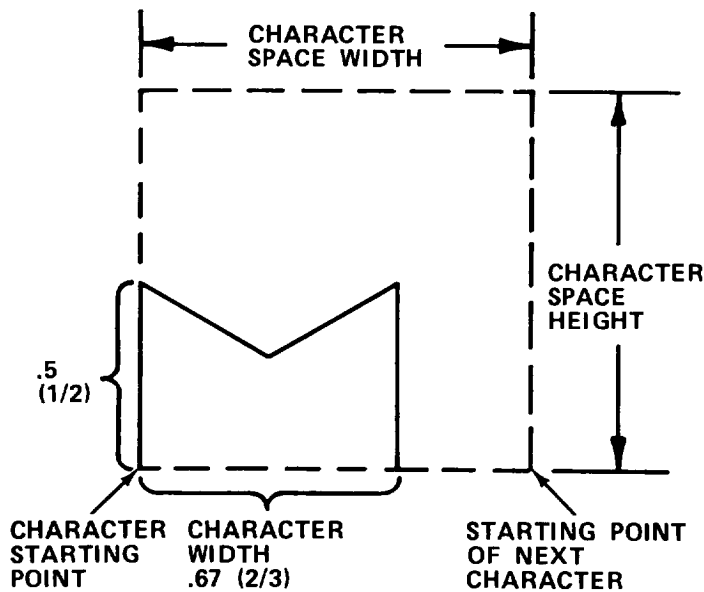 CHARACTER
SPACE WIDTH
CHARACTER
SPACE
HEIGHT
.5
(1/2)
CHARACTER
STARTING
POINT
CHARACTER
WIDTH
.67 (2/3)
STARTING POINT
OF NEXT
CHARACTER